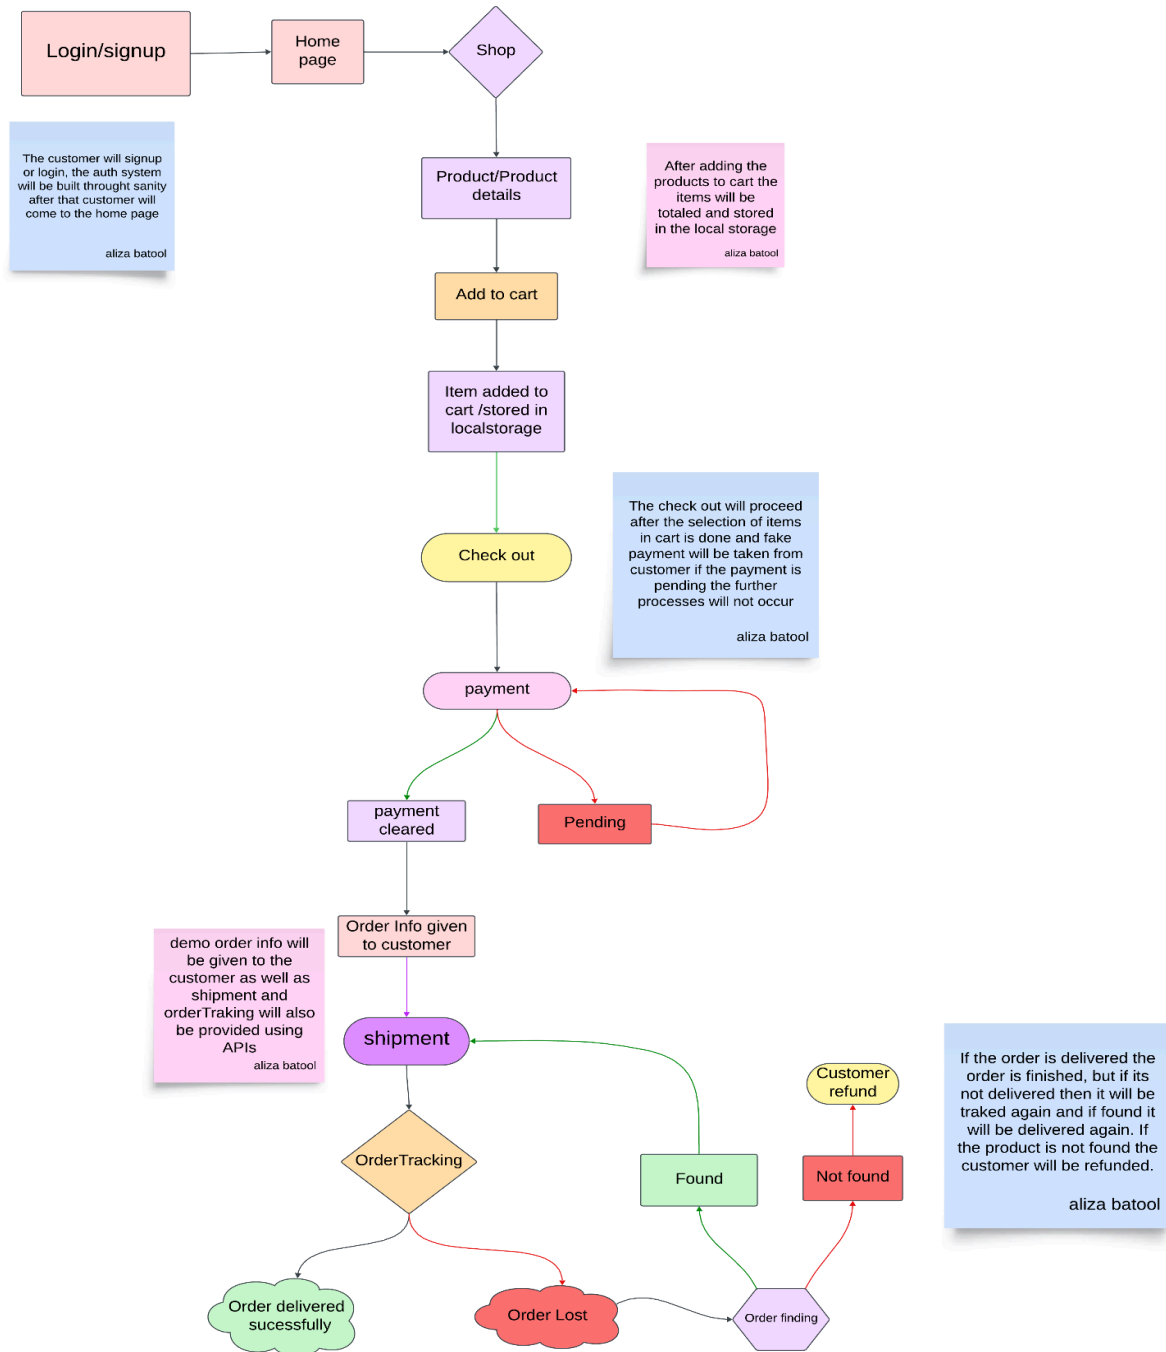 Login/signup
Home
page
Shop
The customer will signup
or login, the auth system
will be built throught sanity
after that customer will
come to the home page
aliza batool
Product/Product
details
After adding the
products to cart the
items will be
totaled and stored
in the local storage
aliza batool
Add to cart
Item added to
cart /stored in
localstorage
The check out will proceed
after the selection of items
in cart is done and fake
payment will be taken from
customer if the payment is
pending the further
processes will not occur
aliza batool
Check out
payment
payment
cleared
Pending
Order Info given
to customer
demo order info will
be given to the
customer as well as
shipment and
orderTraking will also
be provided using
APIs
aliza batool
shipment
Customer
refund
If the order is delivered the
order is finished, but if its
not delivered then it will be
traked again and if found it
will be delivered again. If
the product is not found the
customer will be refunded.
aliza batool
OrderTracking
Found
Not found
Order delivered
sucessfully
Order Lost
Order finding